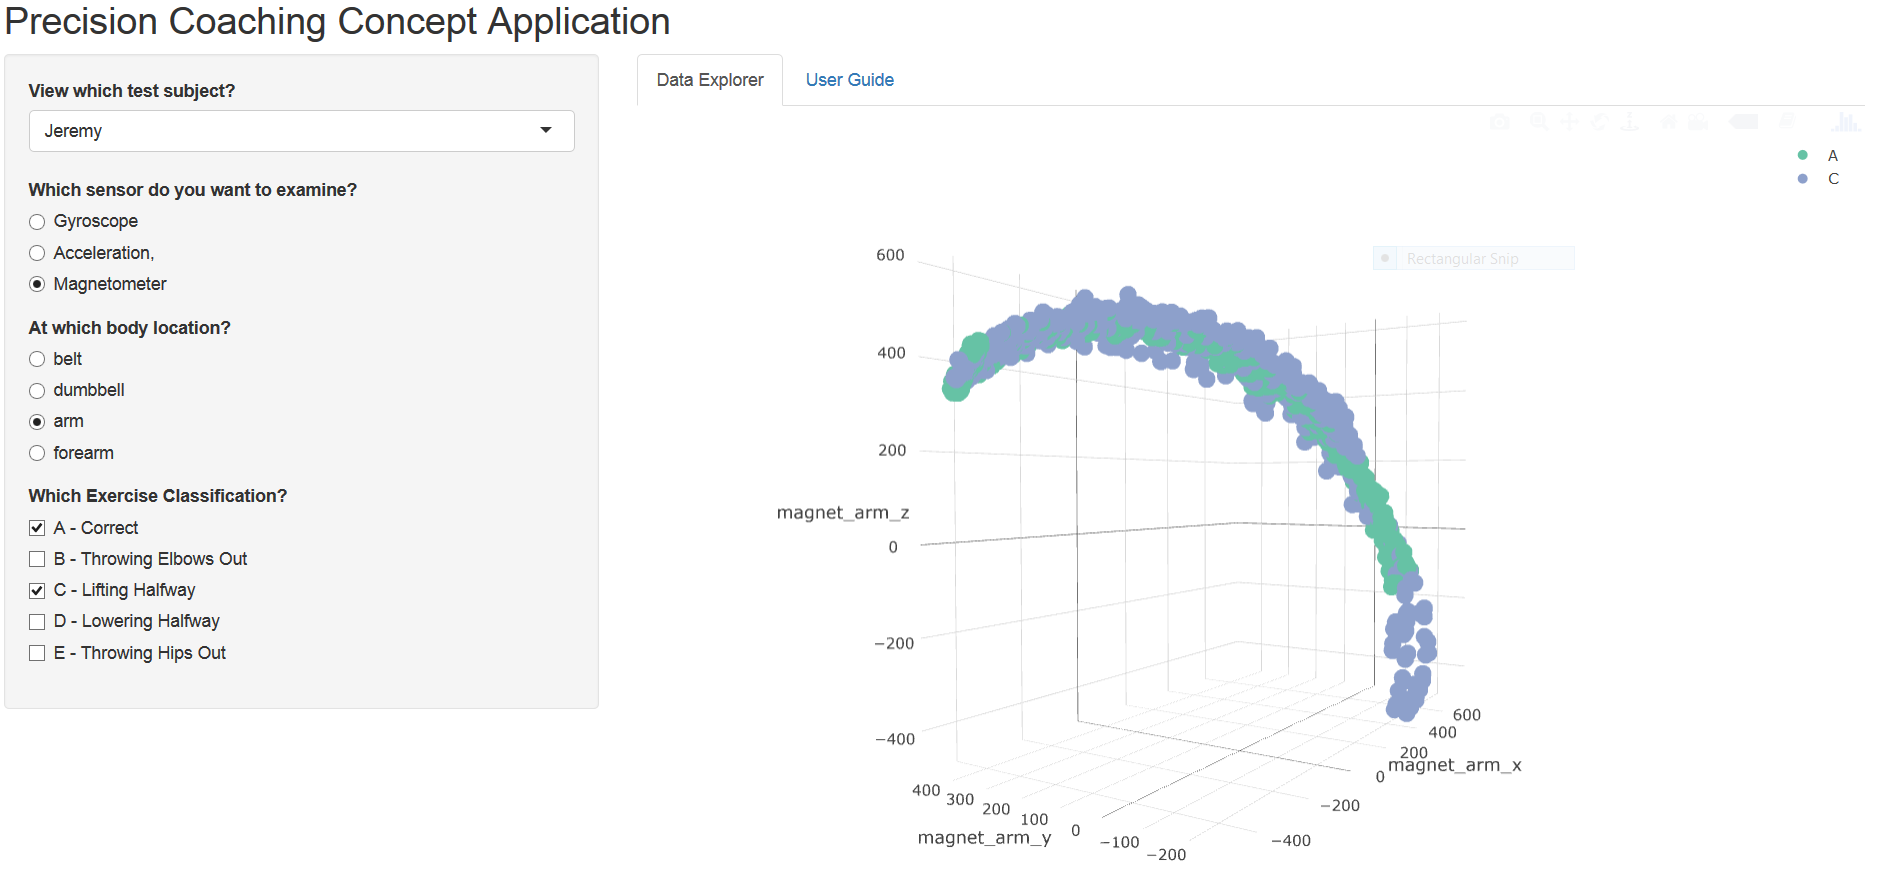 Precision Coaching Concept Application
View which test subject?
Jeremy
Which sensor do you want to examine?
Gyroscope
Acceleration,
Magnetometer
At which body location?
belt
dumbbell
arm
forearm
Which Exercise Classification?
A - Correct
B - Throwing Elbows Out
C - Lifting Halfway
D - Lowering Halfway
E - Throwing Hips Out
Data Explorer
User Guide
A
C
Rectangular Snip
600
400
200
magnet_arm_z
0
−200
−400
400
300
200
100
0
−100
−200
magnet_arm_y
600
400
200
0
−200
−400
magnet_arm_x